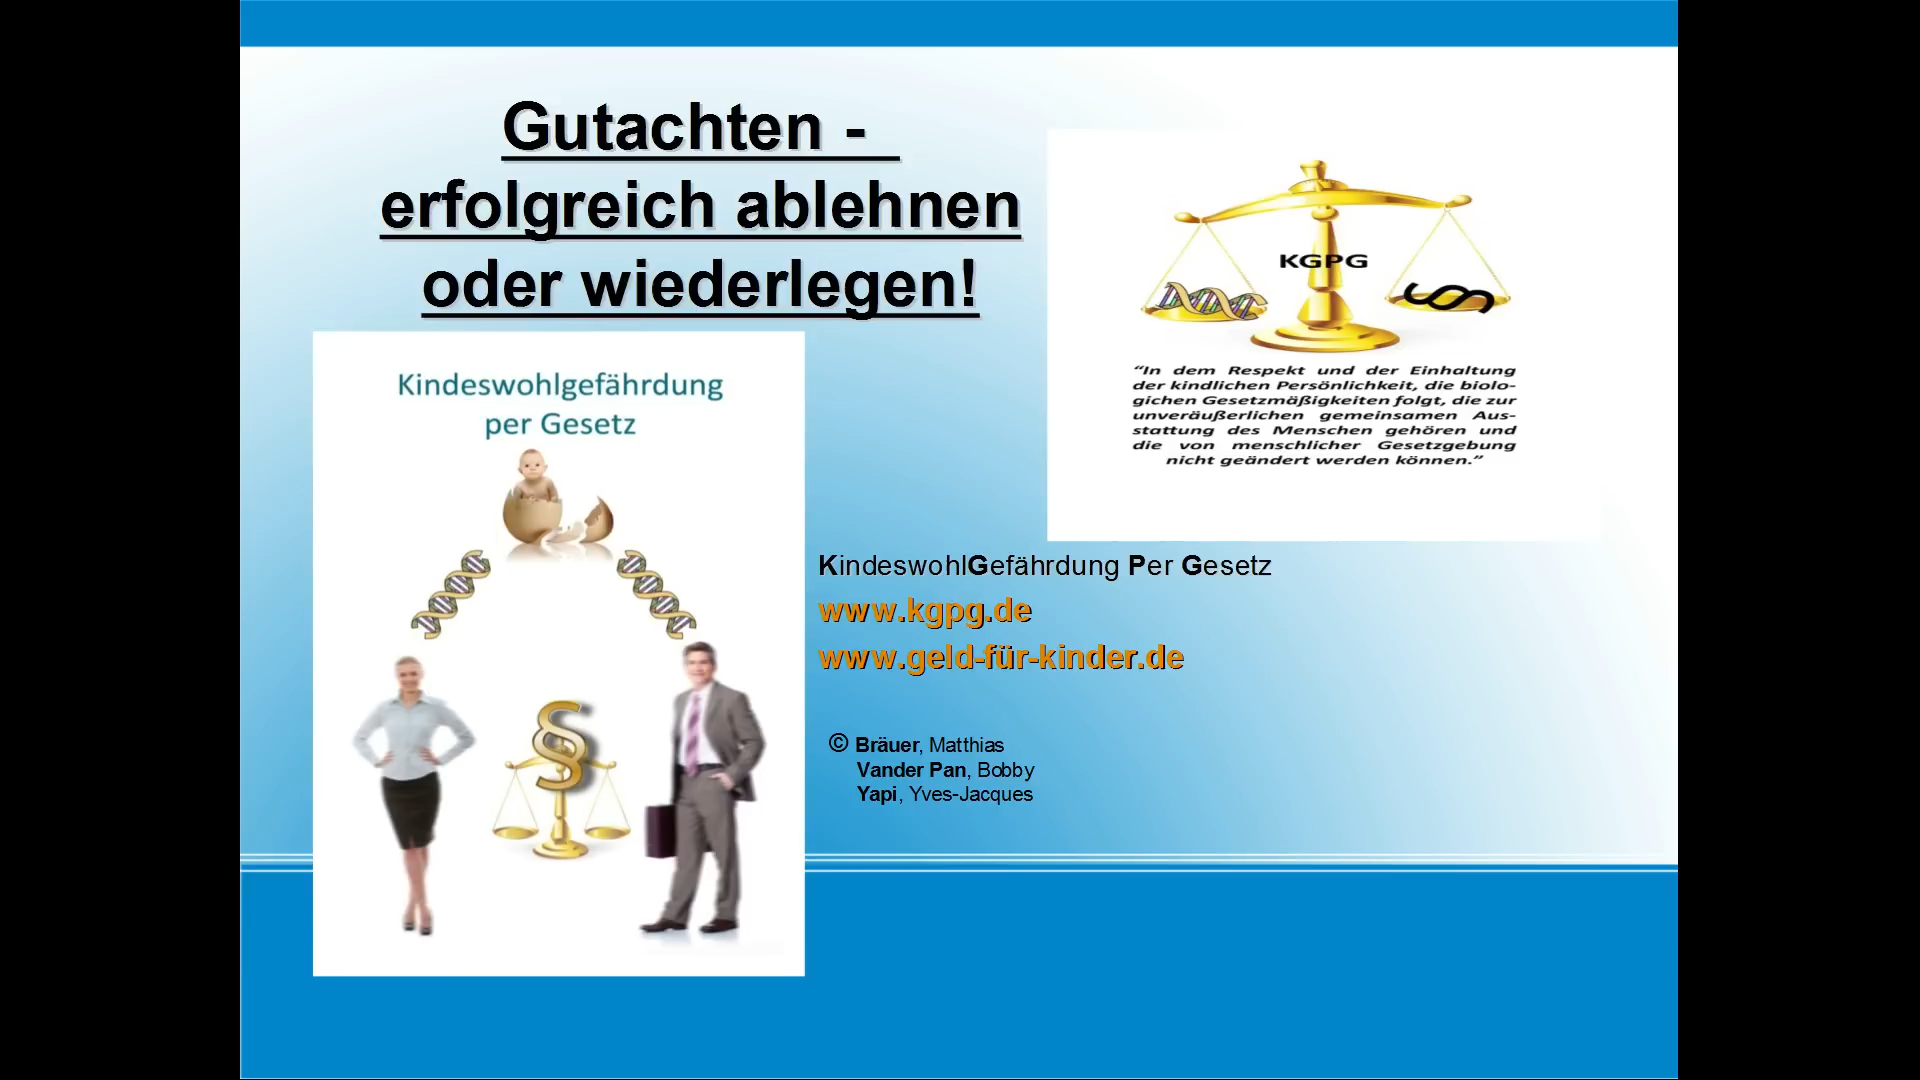 Gutachten -
erfolgreich ablehnen
oder wiederlegen!
KGPG
“In dem Respekt und der Einhaltung
der kindlichen Persönlichkeit, die biolo-
gichen Gesetzmäßigkeiten folgt, die zur
unveräußerlichen gemeinsamen Aus-
stattung des Menschen gehören und
die von menschlicher Gesetzgebung
nicht geändert werden können.”
Kindeswohlgefährdung
per Gesetz
§
KindeswohlGefährdung Per Gesetz
www.kgpg.de
www.geld-für-kinder.de
© Bräuer, Matthias
Vander Pan, Bobby
Yapi, Yves-Jacques